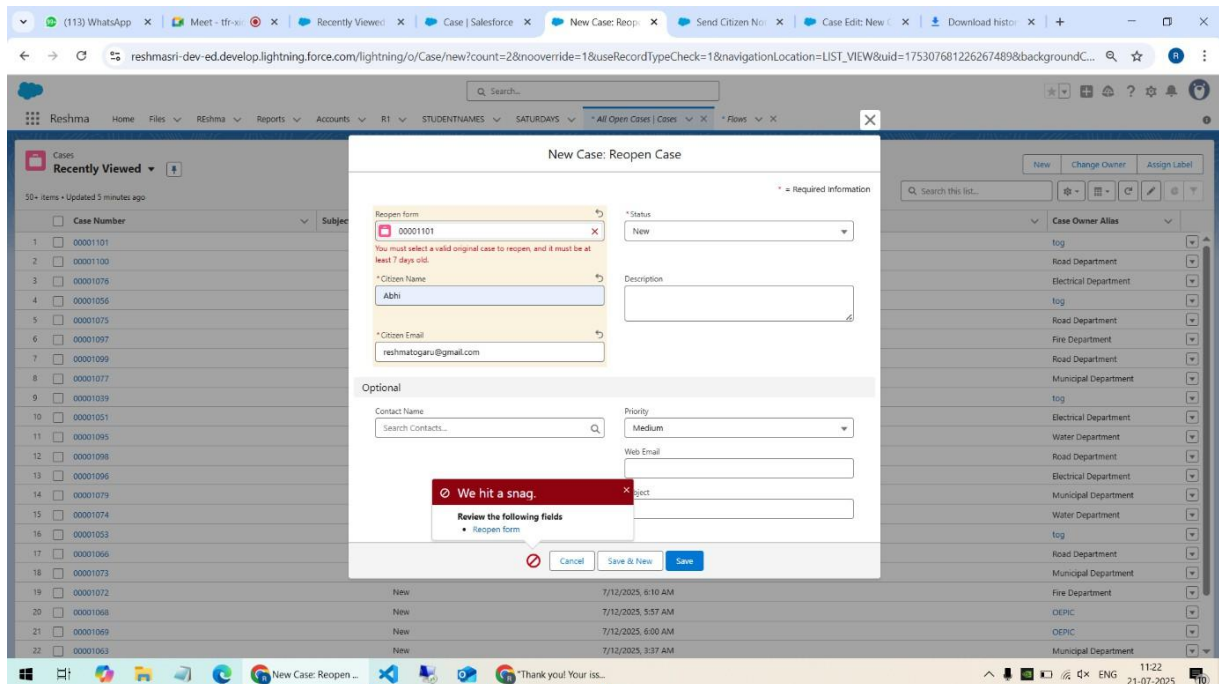 (113) WhatsApp
Meet - tfr-xi
Recently Viewed
Case | Salesforce
New Case: Reop
Send Citizen No
Case Edit: New C
Download histor
reshmasri-dev-ed.develop.lightning.force.com/lightning/o/Case/new?count=2&nooverride=1&useRecordTypeCheck=1&navigationLocation=LIST_VIEW&uid=175307681226267489&backgroundC...
R
Search...
Reshma Home Files REshma Reports Accounts R1 STUDENTNAMES SATURDAYS * All Open Cases | Cases * Flows
Cases
Recently Viewed
New Change Owner Assign Label
50+ items • Updated 5 minutes ago
Search this list...
Case Number Subjec Case Owner Alias
1 00001101 tog
2 00001100 Road Department
3 00001076 Electrical Department
4 00001056 tog
5 00001075 Road Department
6 00001097 Fire Department
7 00001099 Road Department
8 00001077 Municipal Department
9 00001039 tog
10 00001051 Electrical Department
11 00001095 Water Department
12 00001098 Road Department
13 00001096 Electrical Department
14 00001079 Municipal Department
15 00001074 Water Department
16 00001053 tog
17 00001066 Road Department
18 00001073 Municipal Department
19 00001072 New 7/12/2025, 6:10 AM Fire Department
20 00001068 New 7/12/2025, 5:57 AM OEPIC
21 00001069 New 7/12/2025, 6:00 AM OEPIC
22 00001063 New 7/12/2025, 3:37 AM Municipal Department
New Case: Reopen Case
* = Required Information
Reopen form
00001101
You must select a valid original case to reopen, and it must be at
least 7 days old.
* Status
New
* Citizen Name
Abhi
Description
* Citizen Email
reshmatogaru@gmail.com
Optional
Contact Name
Search Contacts...
Priority
Medium
Web Email
bject
We hit a snag.
Review the following fields
• Reopen form
Cancel Save & New Save
New Case: Reopen ...
"Thank you! Your iss...
ENG
11:22
21-07-2025